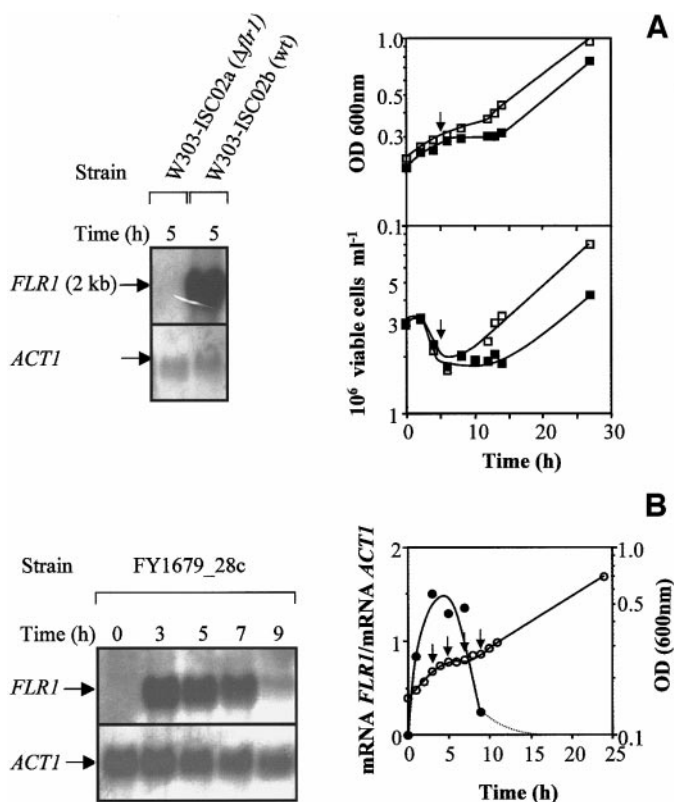 A
W303-ISC02a (Δflr1)
W303-ISC02b (wt)
Strain
Time (h) 5 5
FLR1 (2 kb)
ACT1
OD 600nm
1.0
0.5
0.3
0.1
10⁶ viable cells ml⁻¹
5
3
1
0 10 20 30
Time (h)
B
Strain FY1679_28c
Time (h) 0 3 5 7 9
FLR1
ACT1
mRNA FLR1/mRNA ACT1
2
1
0
OD (600nm)
1.0
0.5
0.1
0 5 10 15 20 25
Time (h)